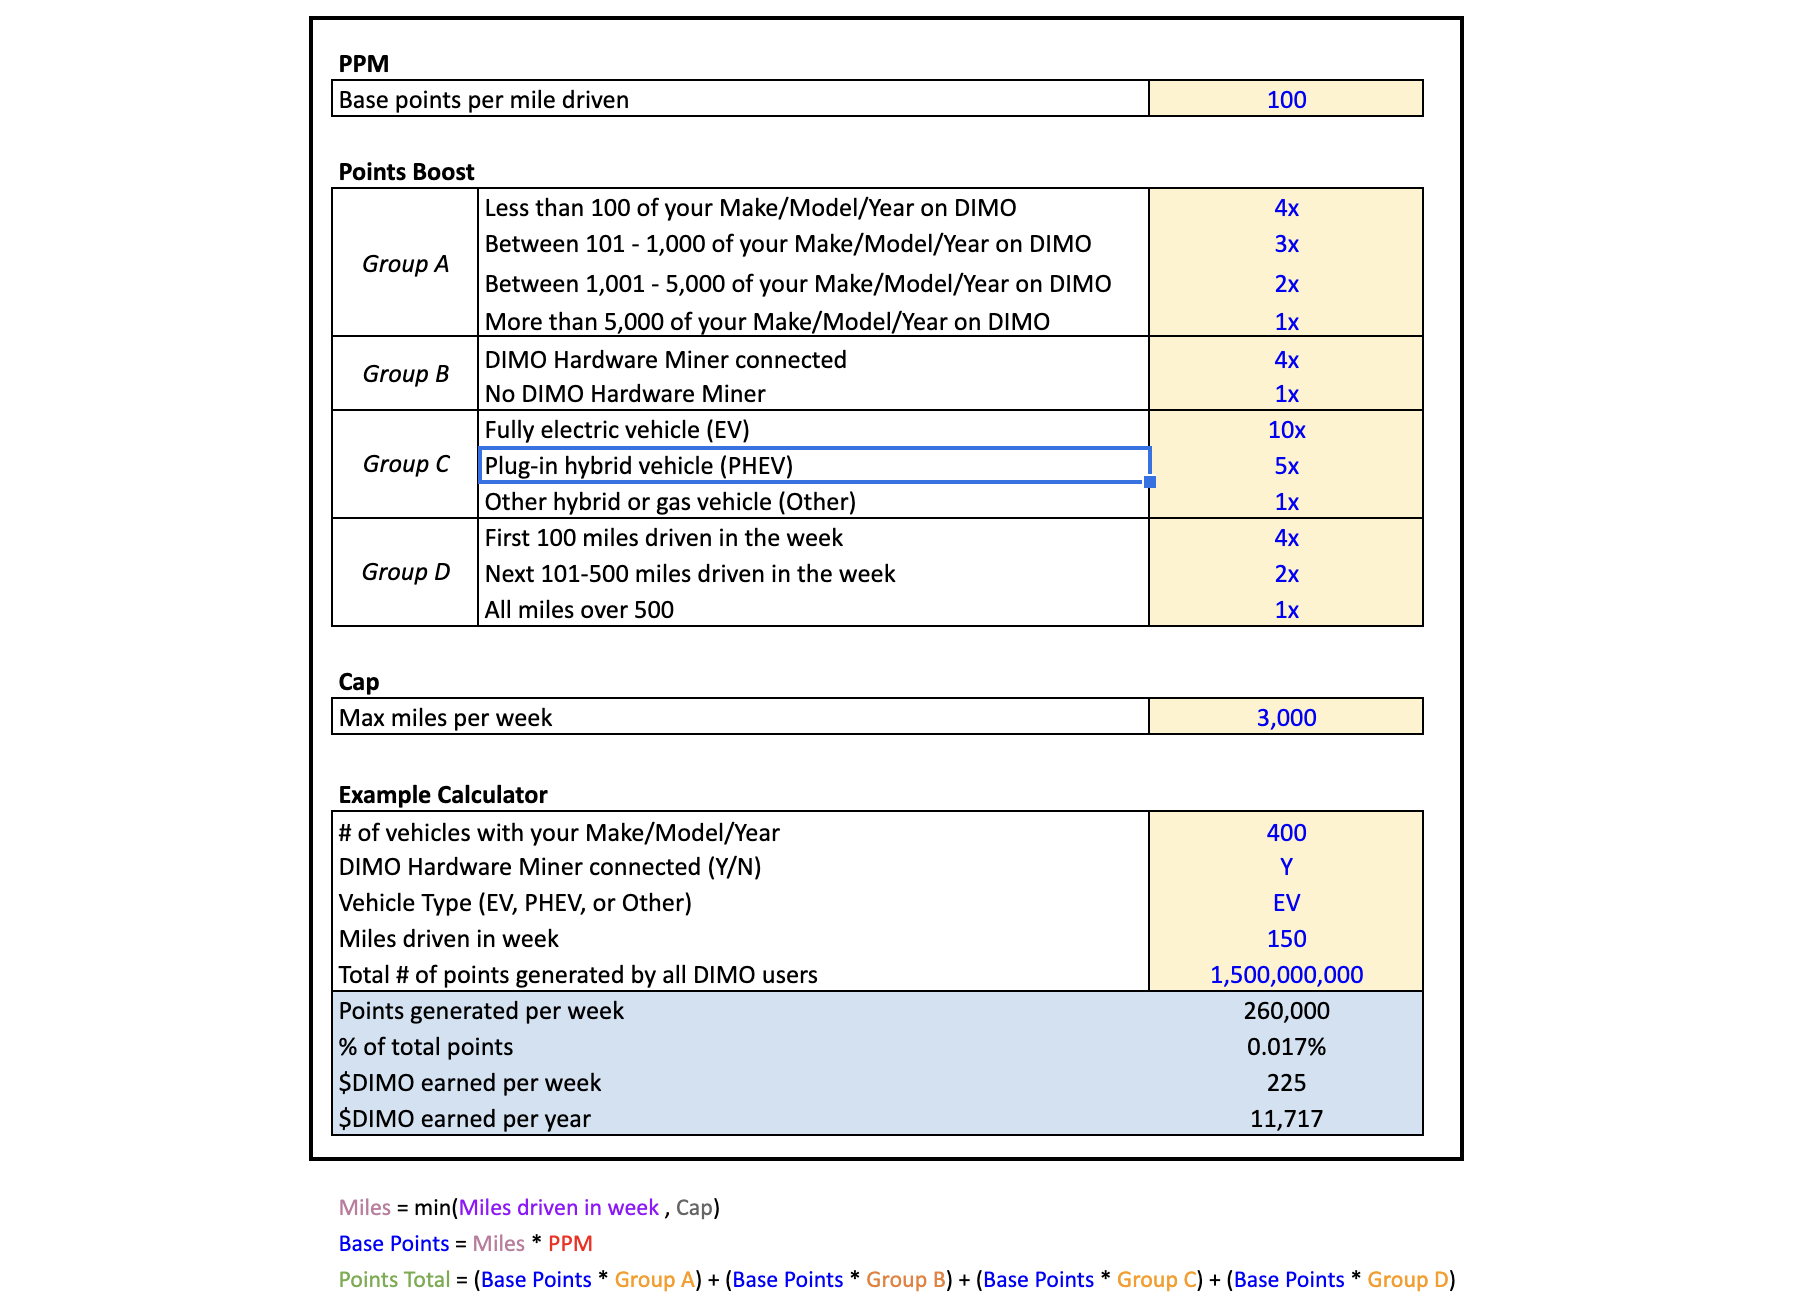 PPM
Base points per mile driven 100
Points Boost
Group A
Less than 100 of your Make/Model/Year on DIMO 4x
Between 101 - 1,000 of your Make/Model/Year on DIMO 3x
Between 1,001 - 5,000 of your Make/Model/Year on DIMO 2x
More than 5,000 of your Make/Model/Year on DIMO 1x
Group B
DIMO Hardware Miner connected 4x
No DIMO Hardware Miner 1x
Group C
Fully electric vehicle (EV) 10x
Plug-in hybrid vehicle (PHEV) 5x
Other hybrid or gas vehicle (Other) 1x
Group D
First 100 miles driven in the week 4x
Next 101-500 miles driven in the week 2x
All miles over 500 1x
Cap
Max miles per week 3,000
Example Calculator
# of vehicles with your Make/Model/Year 400
DIMO Hardware Miner connected (Y/N) Y
Vehicle Type (EV, PHEV, or Other) EV
Miles driven in week 150
Total # of points generated by all DIMO users 1,500,000,000
Points generated per week 260,000
% of total points 0.017%
$DIMO earned per week 225
$DIMO earned per year 11,717
Miles = min(Miles driven in week , Cap)
Base Points = Miles * PPM
Points Total = (Base Points * Group A) + (Base Points * Group B) + (Base Points * Group C) + (Base Points * Group D)